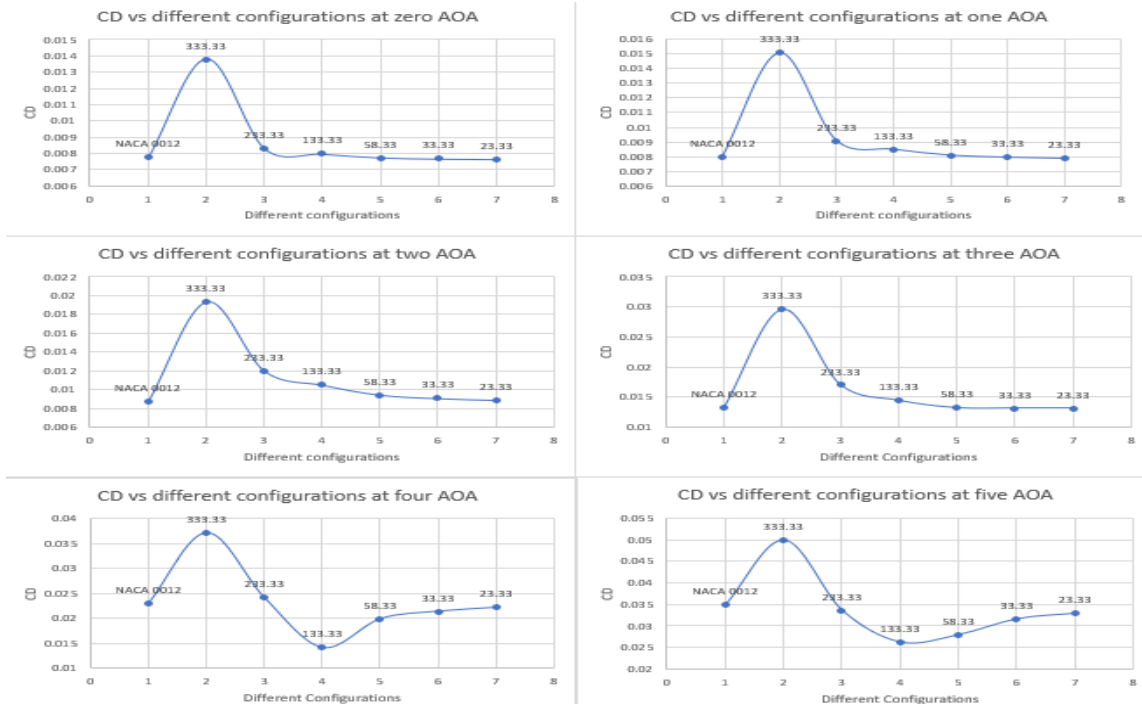 CD vs different configurations at zero AOA
0.015
0.014
0.013
0.012
0.011
0.01
0.009
0.008
0.007
0.006
CD
NACA 0012
333.33
233.33
133.33
58.33
33.33
23.33
0 1 2 3 4 5 6 7 8
Different configurations
CD vs different configurations at one AOA
0.016
0.015
0.014
0.013
0.012
0.011
0.01
0.009
0.008
0.007
0.006
CD
NACA 0012
333.33
233.33
133.33
58.33
33.33
23.33
0 1 2 3 4 5 6 7 8
Different configurations
CD vs different configurations at two AOA
0.022
0.02
0.018
0.016
0.014
0.012
0.01
0.008
0.006
CD
NACA 0012
333.33
233.33
133.33
58.33
33.33
23.33
0 1 2 3 4 5 6 7 8
Different configurations
CD vs different configurations at three AOA
0.035
0.03
0.025
0.02
0.015
0.01
CD
NACA 0012
333.33
233.33
133.33
58.33
33.33
23.33
0 1 2 3 4 5 6 7 8
Different Configurations
CD vs different configurations at four AOA
0.04
0.035
0.03
0.025
0.02
0.015
0.01
CD
NACA 0012
333.33
233.33
133.33
58.33
33.33
23.33
0 1 2 3 4 5 6 7 8
Different Configurations
CD vs different configurations at five AOA
0.055
0.05
0.045
0.04
0.035
0.03
0.025
0.02
CD
NACA 0012
333.33
233.33
133.33
58.33
33.33
23.33
0 1 2 3 4 5 6 7 8
Different Configurations